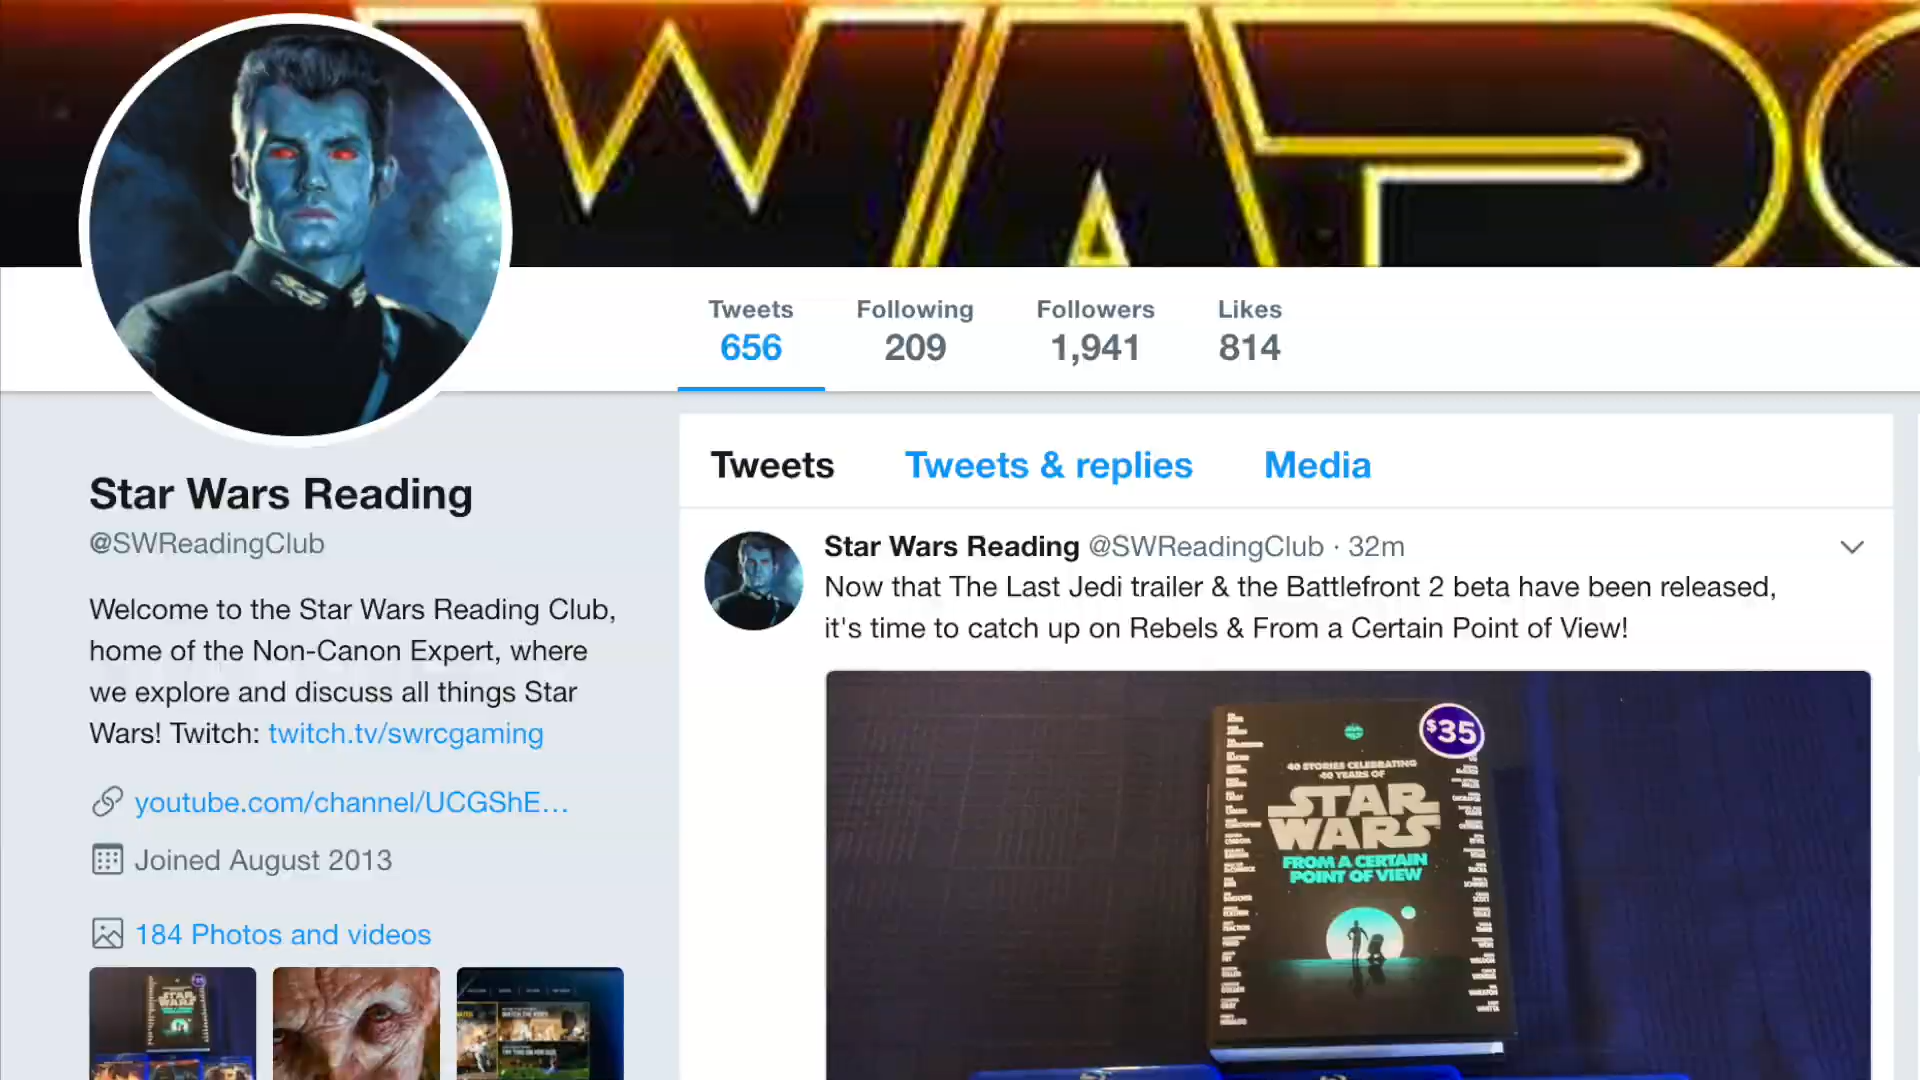 WARS
Tweets
656
Following
209
Followers
1,941
Likes
814
Star Wars Reading
@SWReadingClub
Welcome to the Star Wars Reading Club,
home of the Non-Canon Expert, where
we explore and discuss all things Star
Wars! Twitch: twitch.tv/swrcgaming
youtube.com/channel/UCGShE…
Joined August 2013
184 Photos and videos
Tweets
Tweets & replies
Media
Star Wars Reading @SWReadingClub · 32m
Now that The Last Jedi trailer & the Battlefront 2 beta have been released,
it's time to catch up on Rebels & From a Certain Point of View!
$35
40 STORIES CELEBRATING
40 YEARS OF
STAR
WARS
FROM A CERTAIN
POINT OF VIEW
STAR
WARS